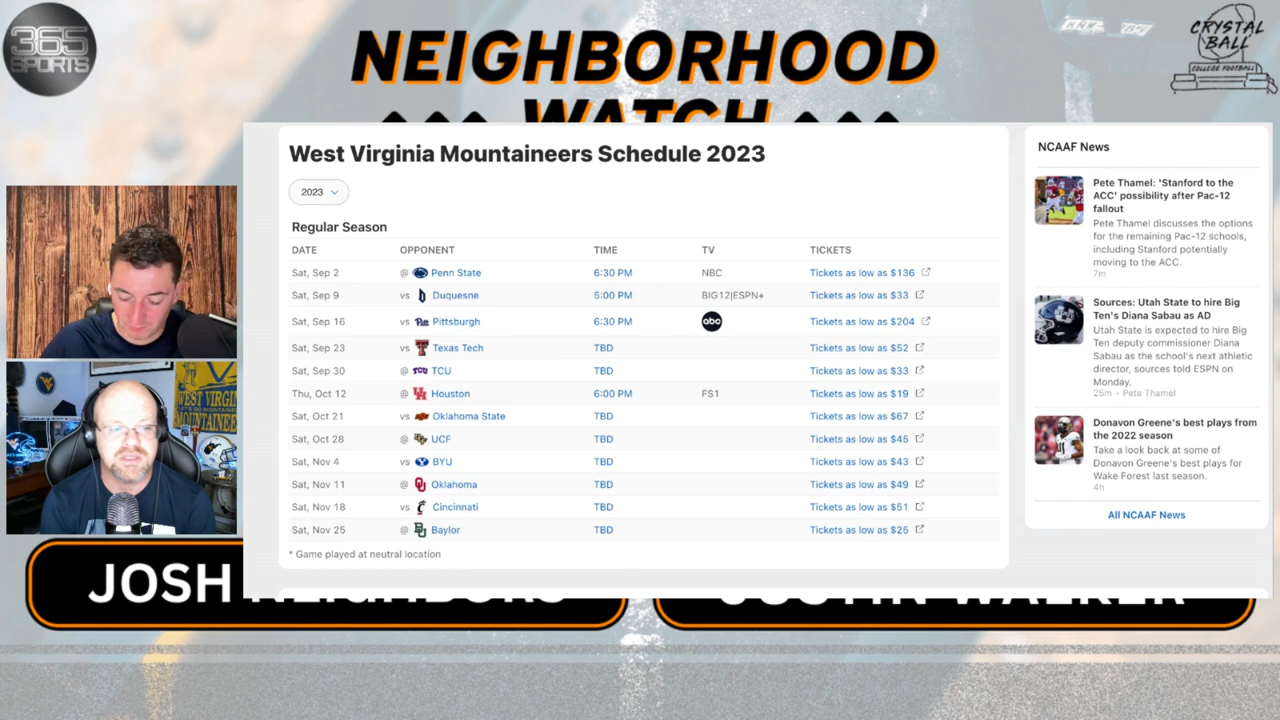 365
SPORTS
NEIGHBORHOOD
WATCH
CRYSTAL
BALL
COLLEGE FOOTBALL
West Virginia Mountaineers Schedule 2023
2023
Regular Season
DATE OPPONENT TIME TV TICKETS
Sat, Sep 2 @ Penn State 6:30 PM NBC Tickets as low as $136
Sat, Sep 9 vs Duquesne 5:00 PM BIG12|ESPN+ Tickets as low as $33
Sat, Sep 16 vs Pitt Pittsburgh 6:30 PM abc Tickets as low as $204
Sat, Sep 23 vs Texas Tech TBD Tickets as low as $52
Sat, Sep 30 @ TCU TCU TBD Tickets as low as $33
Thu, Oct 12 @ Houston 6:00 PM FS1 Tickets as low as $19
Sat, Oct 21 vs Oklahoma State TBD Tickets as low as $67
Sat, Oct 28 @ UCF TBD Tickets as low as $45
Sat, Nov 4 vs BYU TBD Tickets as low as $43
Sat, Nov 11 @ Oklahoma TBD Tickets as low as $49
Sat, Nov 18 vs Cincinnati TBD Tickets as low as $51
Sat, Nov 25 @ Baylor TBD Tickets as low as $25
* Game played at neutral location
NCAAF News
Pete Thamel: 'Stanford to the
ACC' possibility after Pac-12
fallout
Pete Thamel discusses the options
for the remaining Pac-12 schools,
including Stanford potentially
moving to the ACC.
7m
Sources: Utah State to hire Big
Ten's Diana Sabau as AD
Utah State is expected to hire Big
Ten deputy commissioner Diana
Sabau as the school's next athletic
director, sources told ESPN on
Monday.
25m • Pete Thamel
Donavon Greene's best plays from
the 2022 season
Take a look back at some of
Donavon Greene's best plays for
Wake Forest last season.
4h
All NCAAF News
WEST VIRGIN
LET'S GO MOUNTAINEE
MOUNTAINEE
JOSH NEIGHBORS
JUSTIN WALKER